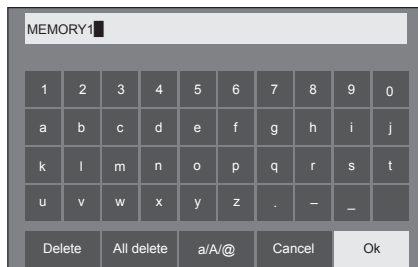 MEMORY1
1 2 3 4 5 6 7 8 9 0
a b c d e f g h i j
k l m n o p q r s t
u v w x y z . – _
Delete All delete a/A/@ Cancel Ok